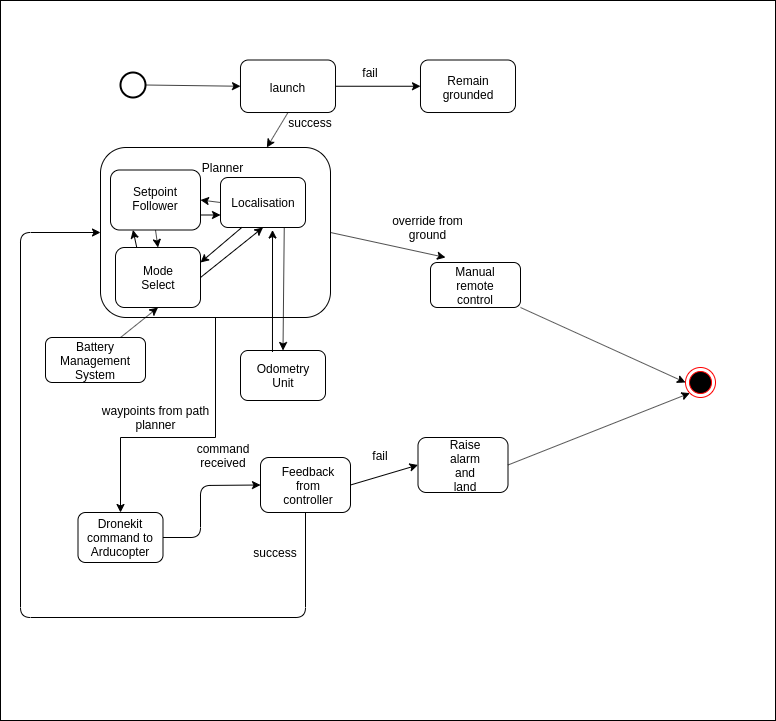 launch
fail
Remain
grounded
success
Planner
Setpoint
Follower
Localisation
Mode
Select
override from
ground
Manual
remote
control
Battery
Management
System
Odometry
Unit
waypoints from path
planner
command
received
Feedback
from
controller
fail
Raise
alarm
and
land
Dronekit
command to
Arducopter
success